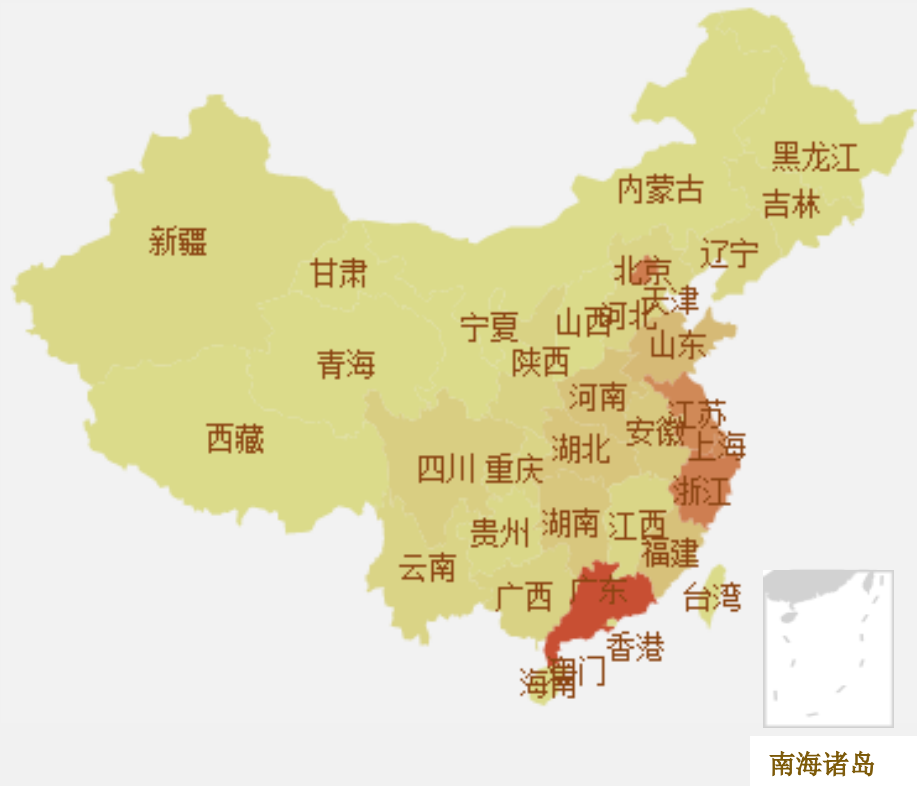 黑龙江
内蒙古
吉林
新疆
辽宁
甘肃
北京
天津
河北
宁夏
山西
山东
陕西
青海
河南
江苏
安徽
西藏
上海
湖北
四川
重庆
浙江
湖南
江西
贵州
福建
云南
广西
广东
台湾
香港
澳门
海南
南海诸岛